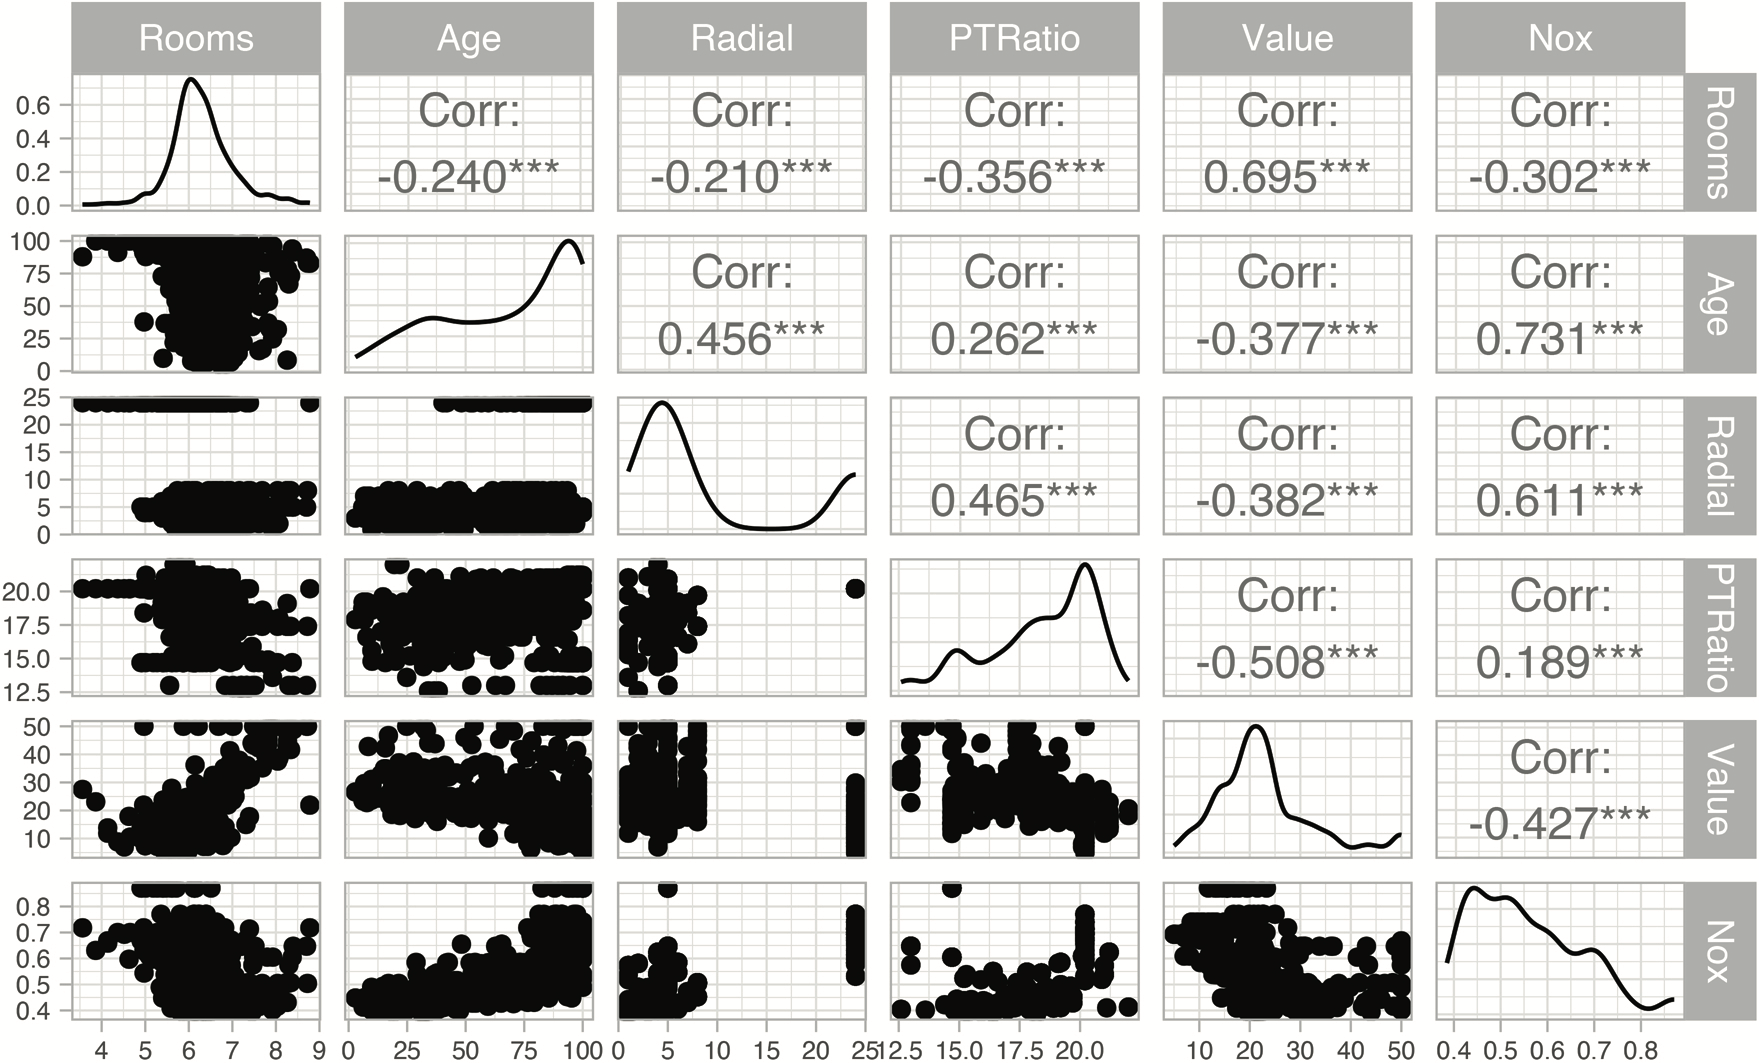 Rooms Age Radial PTRatio Value Nox
0.6
0.4
0.2
0.0
Corr:
-0.240***
Corr:
-0.210***
Corr:
-0.356***
Corr:
0.695***
Corr:
-0.302***
Rooms
100
75
50
25
0
Corr:
0.456***
Corr:
0.262***
Corr:
-0.377***
Corr:
0.731***
Age
25
20
15
10
5
0
Corr:
0.465***
Corr:
-0.382***
Corr:
0.611***
Radial
20.0
17.5
15.0
12.5
Corr:
-0.508***
Corr:
0.189***
PTRatio
50
40
30
20
10
Corr:
-0.427***
Value
0.8
0.7
0.6
0.5
0.4
Nox
4 5 6 7 8 9 0 25 50 75 100 0 5 10 15 20 25 12.5 15.0 17.5 20.0 10 20 30 40 50 0.4 0.5 0.6 0.7 0.8